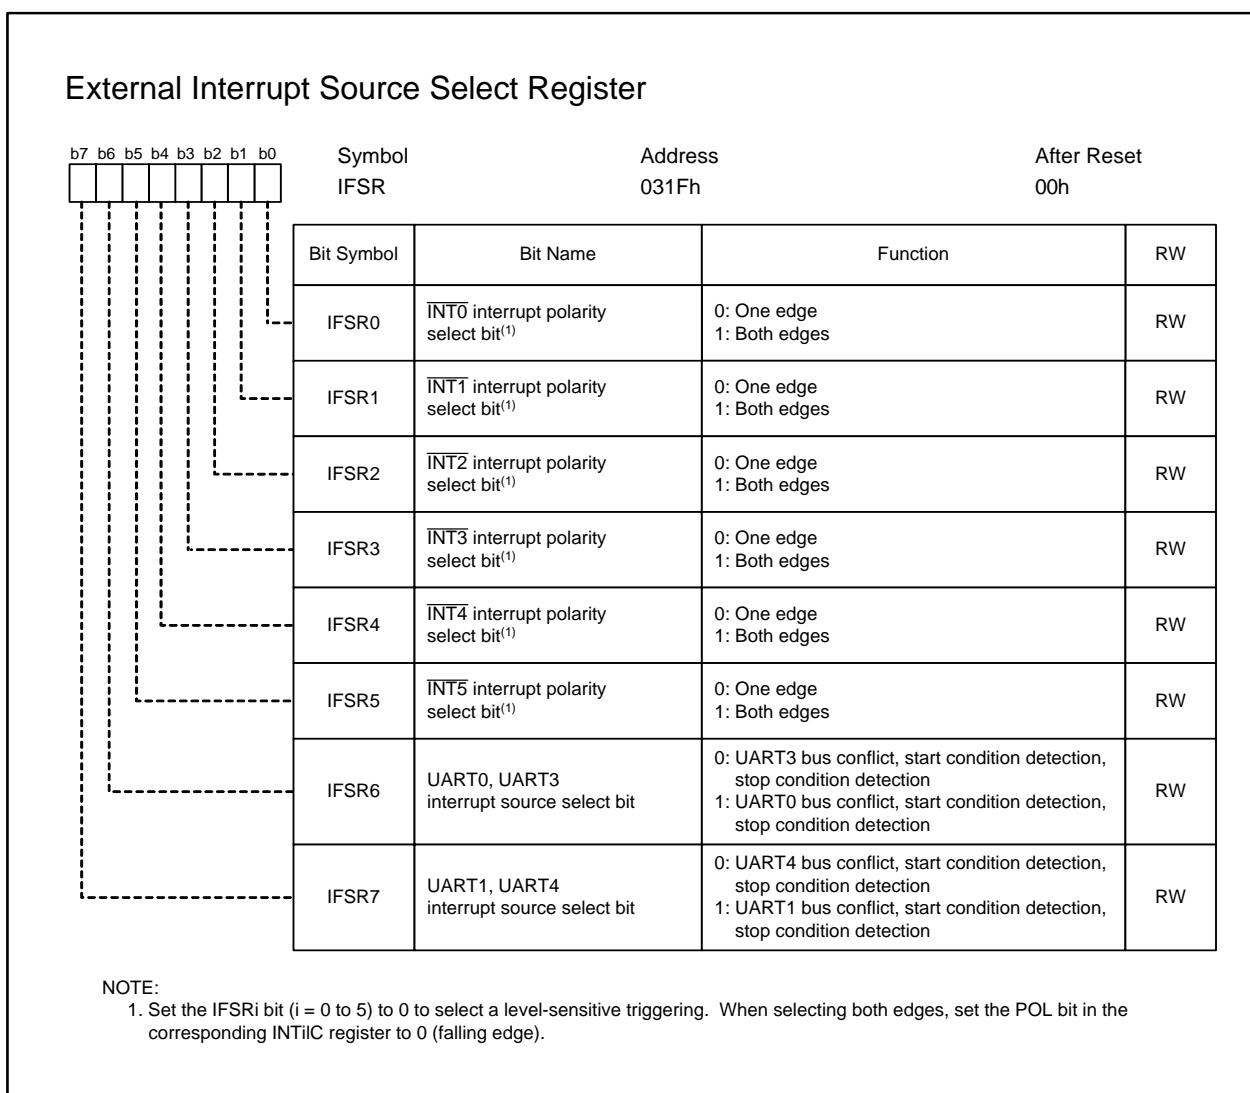 External Interrupt Source Select Register
b7 b6 b5 b4 b3 b2 b1 b0
Symbol Address After Reset
IFSR 031Fh 00h
Bit Symbol Bit Name Function RW
IFSR0 INT0 interrupt polarity select bit(1) 0: One edge RW
1: Both edges
IFSR1 INT1 interrupt polarity select bit(1) 0: One edge RW
1: Both edges
IFSR2 INT2 interrupt polarity select bit(1) 0: One edge RW
1: Both edges
IFSR3 INT3 interrupt polarity select bit(1) 0: One edge RW
1: Both edges
IFSR4 INT4 interrupt polarity select bit(1) 0: One edge RW
1: Both edges
IFSR5 INT5 interrupt polarity select bit(1) 0: One edge RW
1: Both edges
IFSR6
UART0, UART3
interrupt source select bit
0: UART3 bus conflict, start condition detection,
stop condition detection
1: UART0 bus conflict, start condition detection,
stop condition detection
RW
IFSR7
UART1, UART4
interrupt source select bit
0: UART4 bus conflict, start condition detection,
stop condition detection
1: UART1 bus conflict, start condition detection,
stop condition detection
RW
NOTE:
1. Set the IFSRi bit (i = 0 to 5) to 0 to select a level-sensitive triggering. When selecting both edges, set the POL bit in the
corresponding INTiIC register to 0 (falling edge).